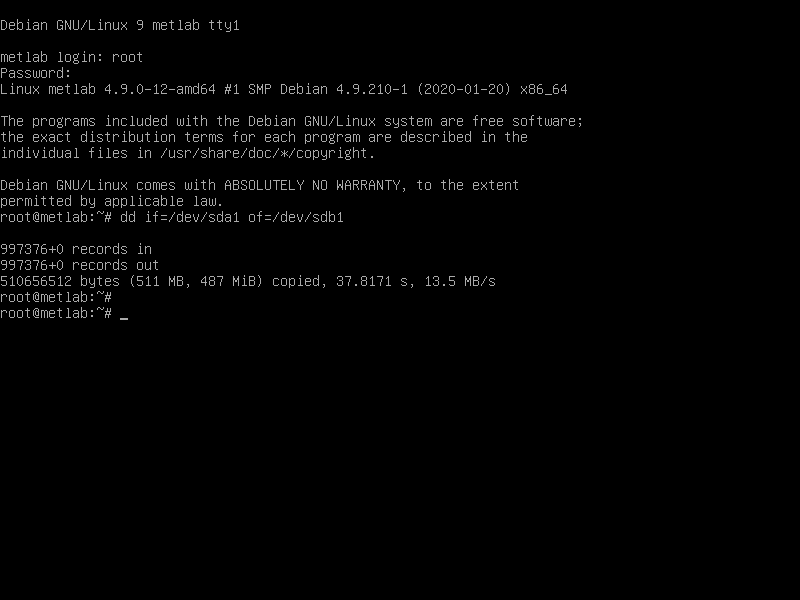 Debian GNU/Linux 9 metlab tty1
metlab login: root
Password:
Linux metlab 4.9.0-12-amd64 #1 SMP Debian 4.9.210-1 (2020-01-20) x86_64
The programs included with the Debian GNU/Linux system are free software;
the exact distribution terms for each program are described in the
individual files in /usr/share/doc/*/copyright.
Debian GNU/Linux comes with ABSOLUTELY NO WARRANTY, to the extent
permitted by applicable law.
root@metlab:~# dd if=/dev/sda1 of=/dev/sdb1
997376+0 records in
997376+0 records out
510656512 bytes (511 MB, 487 MiB) copied, 37.8171 s, 13.5 MB/s
root@metlab:~#
root@metlab:~# _